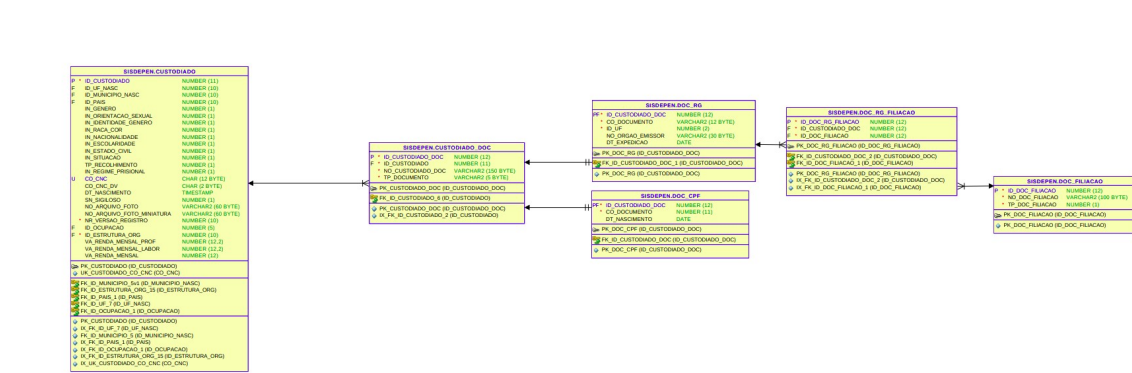 SISDEPEN.CUSTODIADO
P * ID_CUSTODIADO NUMBER (11)
F ID_UF_NASC NUMBER (10)
F ID_MUNICIPIO_NASC NUMBER (10)
F ID_PAIS NUMBER (10)
IN_GENERO NUMBER (1)
IN_ORIENTACAO_SEXUAL NUMBER (1)
IN_IDENTIDADE_GENERO NUMBER (1)
IN_RACA_COR NUMBER (1)
IN_NACIONALIDADE NUMBER (1)
IN_ESCOLARIDADE NUMBER (1)
IN_ESTADO_CIVIL NUMBER (1)
IN_SITUACAO NUMBER (1)
TP_RECOLHIMENTO NUMBER (1)
IN_REGIME_PRISIONAL NUMBER (1)
U CO_CNC CHAR (12 BYTE)
CO_CNC_DV CHAR (2 BYTE)
DT_NASCIMENTO TIMESTAMP
SN_SIGILOSO NUMBER (1)
NO_ARQUIVO_FOTO VARCHAR2 (60 BYTE)
NO_ARQUIVO_FOTO_MINIATURA VARCHAR2 (60 BYTE)
* NR_VERSAO_REGISTRO NUMBER (10)
F ID_OCUPACAO NUMBER (5)
F * ID_ESTRUTURA_ORG NUMBER (10)
VA_RENDA_MENSAL_PROF NUMBER (12,2)
VA_RENDA_MENSAL_LABOR NUMBER (12,2)
VA_RENDA_MENSAL NUMBER (12)
PK_CUSTODIADO (ID_CUSTODIADO)
UK_CUSTODIADO_CO_CNC (CO_CNC)
FK_ID_MUNICIPIO_5v1 (ID_MUNICIPIO_NASC)
FK_ID_ESTRUTURA_ORG_15 (ID_ESTRUTURA_ORG)
FK_ID_PAIS_1 (ID_PAIS)
FK_ID_UF_7 (ID_UF_NASC)
FK_ID_OCUPACAO_1 (ID_OCUPACAO)
PK_CUSTODIADO (ID_CUSTODIADO)
IX_FK_ID_UF_7 (ID_UF_NASC)
FK_ID_MUNICIPIO_5 (ID_MUNICIPIO_NASC)
IX_FK_ID_PAIS_1 (ID_PAIS)
IX_FK_ID_OCUPACAO_1 (ID_OCUPACAO)
IX_FK_ID_ESTRUTURA_ORG_15 (ID_ESTRUTURA_ORG)
IX_UK_CUSTODIADO_CO_CNC (CO_CNC)
SISDEPEN.CUSTODIADO_DOC
P * ID_CUSTODIADO_DOC NUMBER (12)
F * ID_CUSTODIADO NUMBER (11)
* NO_CUSTODIADO_DOC VARCHAR2 (150 BYTE)
* TP_DOCUMENTO VARCHAR2 (5 BYTE)
PK_CUSTODIADO_DOC (ID_CUSTODIADO_DOC)
FK_ID_CUSTODIADO_6 (ID_CUSTODIADO)
PK_CUSTODIADO_DOC (ID_CUSTODIADO_DOC)
IX_FK_ID_CUSTODIADO_2 (ID_CUSTODIADO)
SISDEPEN.DOC_RG
PF* ID_CUSTODIADO_DOC NUMBER (12)
* CO_DOCUMENTO VARCHAR2 (12 BYTE)
* ID_UF NUMBER (2)
NO_ORGAO_EMISSOR VARCHAR2 (30 BYTE)
DT_EXPEDICAO DATE
PK_DOC_RG (ID_CUSTODIADO_DOC)
FK_ID_CUSTODIADO_DOC_1 (ID_CUSTODIADO_DOC)
PK_DOC_RG (ID_CUSTODIADO_DOC)
SISDEPEN.DOC_CPF
PF* ID_CUSTODIADO_DOC NUMBER (12)
* CO_DOCUMENTO NUMBER (11)
DT_NASCIMENTO DATE
PK_DOC_CPF (ID_CUSTODIADO_DOC)
FK_ID_CUSTODIADO_DOC (ID_CUSTODIADO_DOC)
PK_DOC_CPF (ID_CUSTODIADO_DOC)
SISDEPEN.DOC_RG_FILIACAO
P * ID_DOC_RG_FILIACAO NUMBER (12)
F * ID_CUSTODIADO_DOC NUMBER (12)
F * ID_DOC_FILIACAO NUMBER (12)
PK_DOC_RG_FILIACAO (ID_DOC_RG_FILIACAO)
FK_ID_CUSTODIADO_DOC_2 (ID_CUSTODIADO_DOC)
FK_ID_DOC_FILIACAO_1 (ID_DOC_FILIACAO)
PK_DOC_RG_FILIACAO (ID_DOC_RG_FILIACAO)
IX_FK_ID_CUSTODIADO_DOC_2 (ID_CUSTODIADO_DOC)
IX_FK_ID_DOC_FILIACAO_1 (ID_DOC_FILIACAO)
SISDEPEN.DOC_FILIACAO
P * ID_DOC_FILIACAO NUMBER (12)
* NO_DOC_FILIACAO VARCHAR2 (100 BYTE)
* TP_DOC_FILIACAO NUMBER (1)
PK_DOC_FILIACAO (ID_DOC_FILIACAO)
PK_DOC_FILIACAO (ID_DOC_FILIACAO)